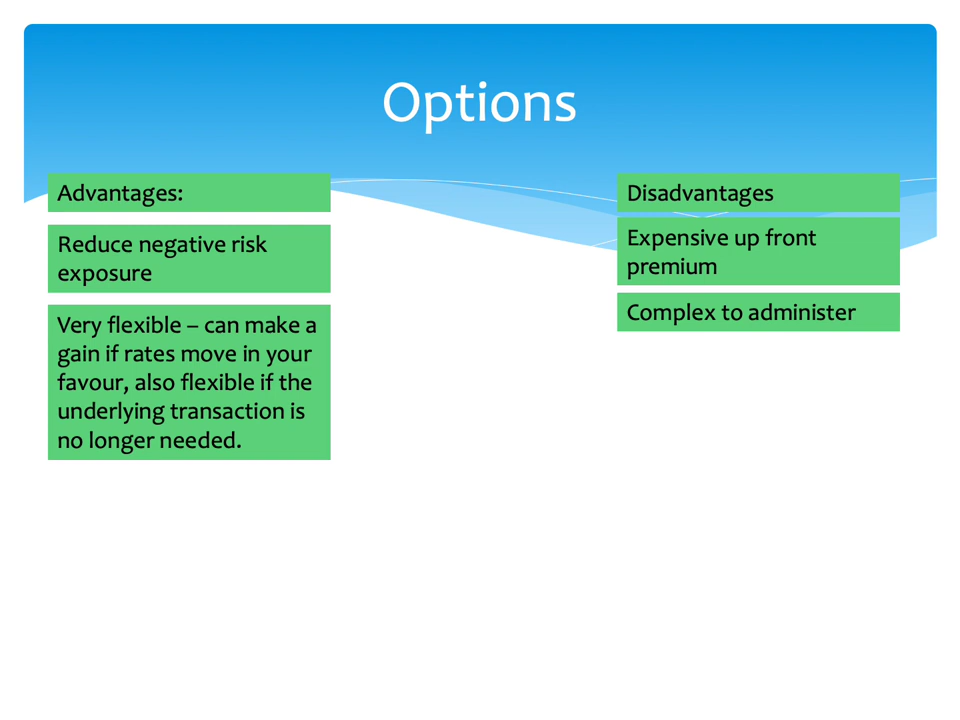 Options
Advantages:
Reduce negative risk
exposure
Very flexible – can make a
gain if rates move in your
favour, also flexible if the
underlying transaction is
no longer needed.
Disadvantages
Expensive up front
premium
Complex to administer